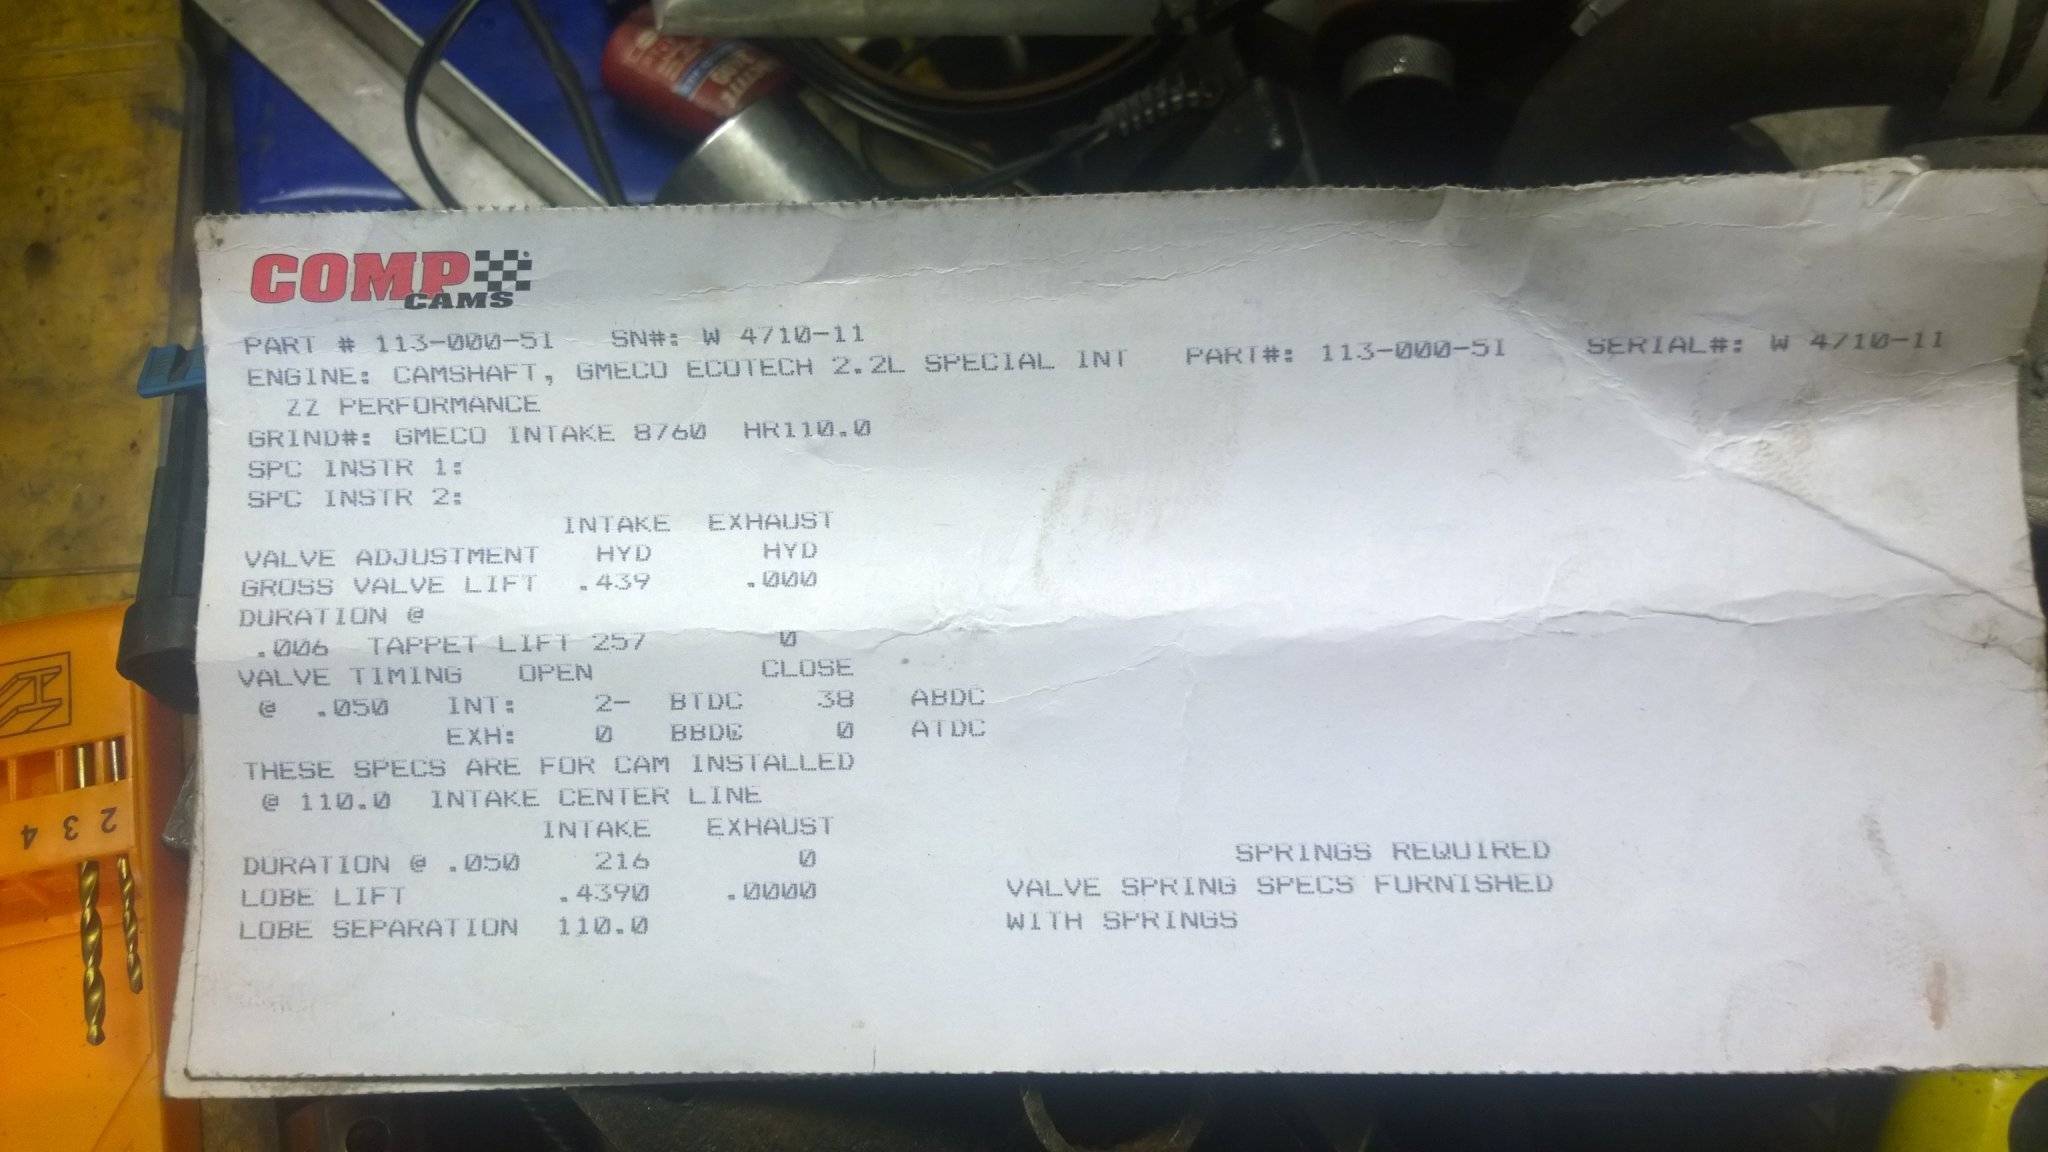 COMP
CAMS
PART # 113-000-5I SN#: W 4710-11
ENGINE: CAMSHAFT, GMECO ECOTECH 2.2L SPECIAL INT PART#: 113-000-5I SERIAL#: W 4710-11
ZZ PERFORMANCE
GRIND#: GMECO INTAKE 8760 HR110.0
SPC INSTR 1:
SPC INSTR 2:
INTAKE EXHAUST
VALVE ADJUSTMENT HYD HYD
GROSS VALVE LIFT .439 .000
DURATION @
.006 TAPPET LIFT 257 0
VALVE TIMING OPEN CLOSE
@ .050 INT: 2- BTDC 38 ABDC
EXH: 0 BBDC 0 ATDC
THESE SPECS ARE FOR CAM INSTALLED
@ 110.0 INTAKE CENTER LINE
INTAKE EXHAUST
DURATION @ .050 216 0
LOBE LIFT .4390 .0000
LOBE SEPARATION 110.0
SPRINGS REQUIRED
VALVE SPRING SPECS FURNISHED
WITH SPRINGS
2 3 4